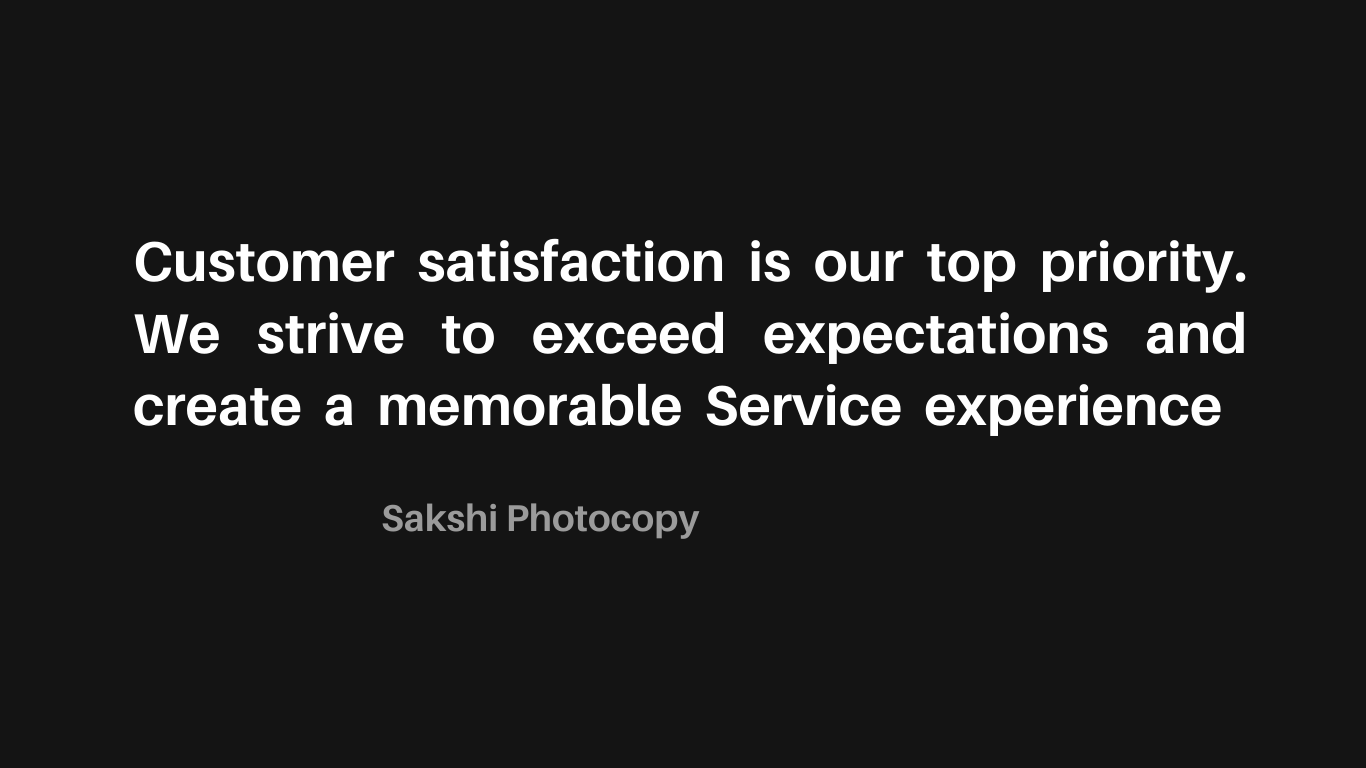 Customer satisfaction is our top priority.
We strive to exceed expectations and
create a memorable Service experience
Sakshi Photocopy